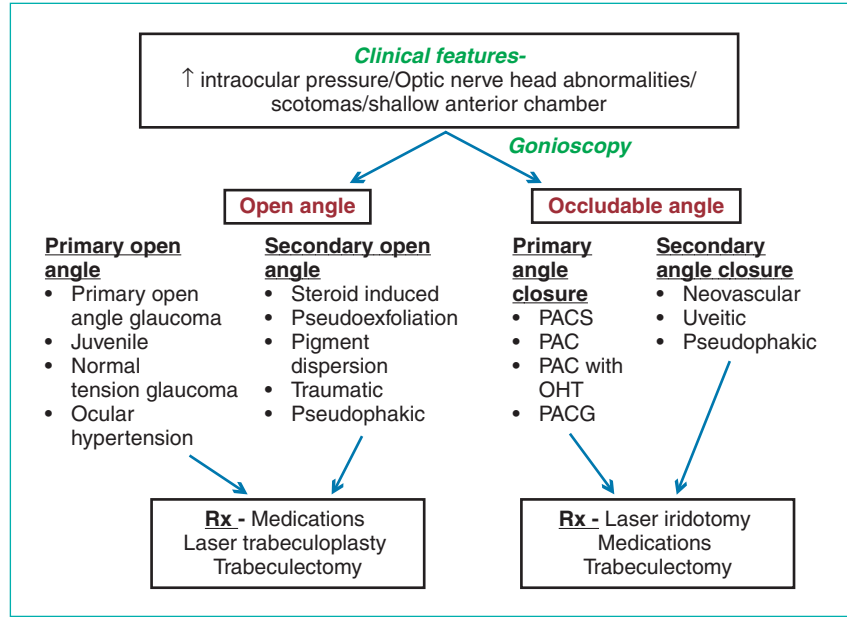 Clinical features-
↑ intraocular pressure/Optic nerve head abnormalities/
scotomas/shallow anterior chamber
Gonioscopy
Open angle
Occludable angle
Primary open
angle
• Primary open
angle glaucoma
• Juvenile
• Normal
tension glaucoma
• Ocular
hypertension
Secondary open
angle
• Steroid induced
• Pseudoexfoliation
• Pigment
dispersion
• Traumatic
• Pseudophakic
Primary
angle
closure
• PACS
• PAC
• PAC with
OHT
• PACG
Secondary
angle closure
• Neovascular
• Uveitic
• Pseudophakic
Rx - Medications
Laser trabeculoplasty
Trabeculectomy
Rx - Laser iridotomy
Medications
Trabeculectomy